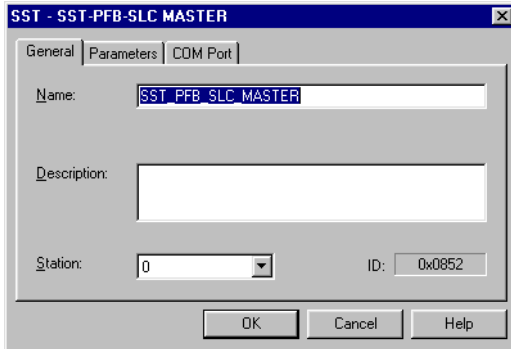 SST - SST-PFB-SLC MASTER
General Parameters COM Port
Name: SST_PFB_SLC_MASTER
Description:
Station: 0 ID: 0x0852
OK Cancel Help